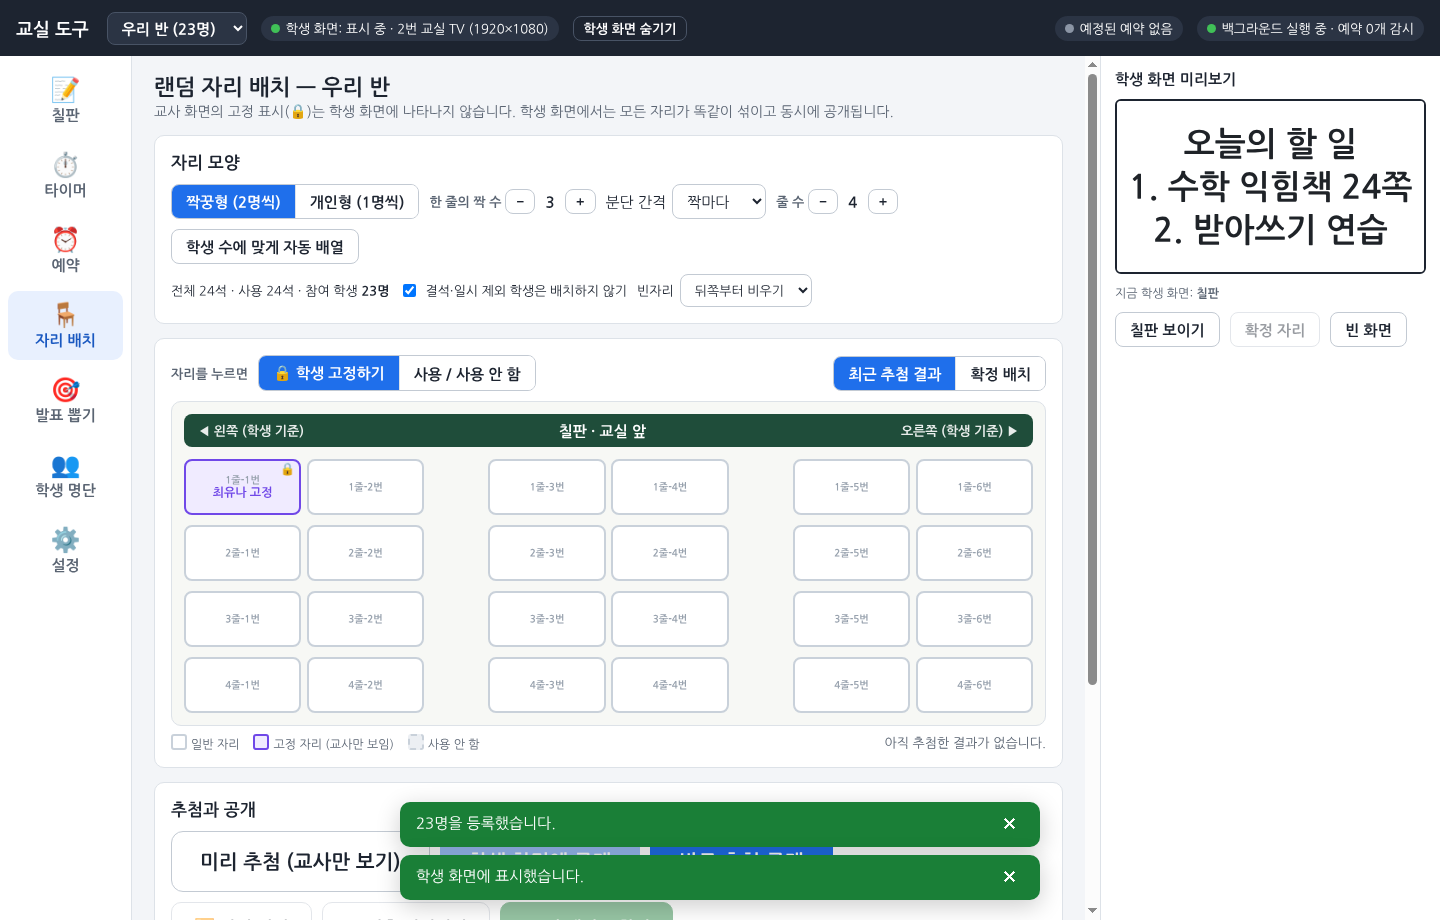 교실 도구
우리 반 (23명)
학생 화면: 표시 중 · 2번 교실 TV (1920×1080)
학생 화면 숨기기
예정된 예약 없음
백그라운드 실행 중 · 예약 0개 감시
칠판
타이머
예약
자리 배치
발표 뽑기
학생 명단
설정
랜덤 자리 배치 — 우리 반
교사 화면의 고정 표시(🔒)는 학생 화면에 나타나지 않습니다. 학생 화면에서는 모든 자리가 똑같이 섞이고 동시에 공개됩니다.
자리 모양
짝꿍형 (2명씩) 개인형 (1명씩) 한 줄의 짝 수 − 3 + 분단 간격 짝마다 줄 수 − 4 +
학생 수에 맞게 자동 배열
전체 24석 · 사용 24석 · 참여 학생 23명 결석·일시 제외 학생은 배치하지 않기 빈자리 뒤쪽부터 비우기
자리를 누르면 🔒 학생 고정하기 사용 / 사용 안 함 최근 추첨 결과 확정 배치
◀ 왼쪽 (학생 기준) 칠판 · 교실 앞 오른쪽 (학생 기준) ▶
1줄-1번
최유나 고정
1줄-2번 1줄-3번 1줄-4번 1줄-5번 1줄-6번
2줄-1번 2줄-2번 2줄-3번 2줄-4번 2줄-5번 2줄-6번
3줄-1번 3줄-2번 3줄-3번 3줄-4번 3줄-5번 3줄-6번
4줄-1번 4줄-2번 4줄-3번 4줄-4번 4줄-5번 4줄-6번
일반 자리 고정 자리 (교사만 보임) 사용 안 함 아직 추첨한 결과가 없습니다.
추첨과 공개
미리 추첨 (교사만 보기)
23명을 등록했습니다. ✕
학생 화면에 표시했습니다. ✕
학생 화면 미리보기
오늘의 할 일
1. 수학 익힘책 24쪽
2. 받아쓰기 연습
지금 학생 화면: 칠판
칠판 보이기 확정 자리 빈 화면